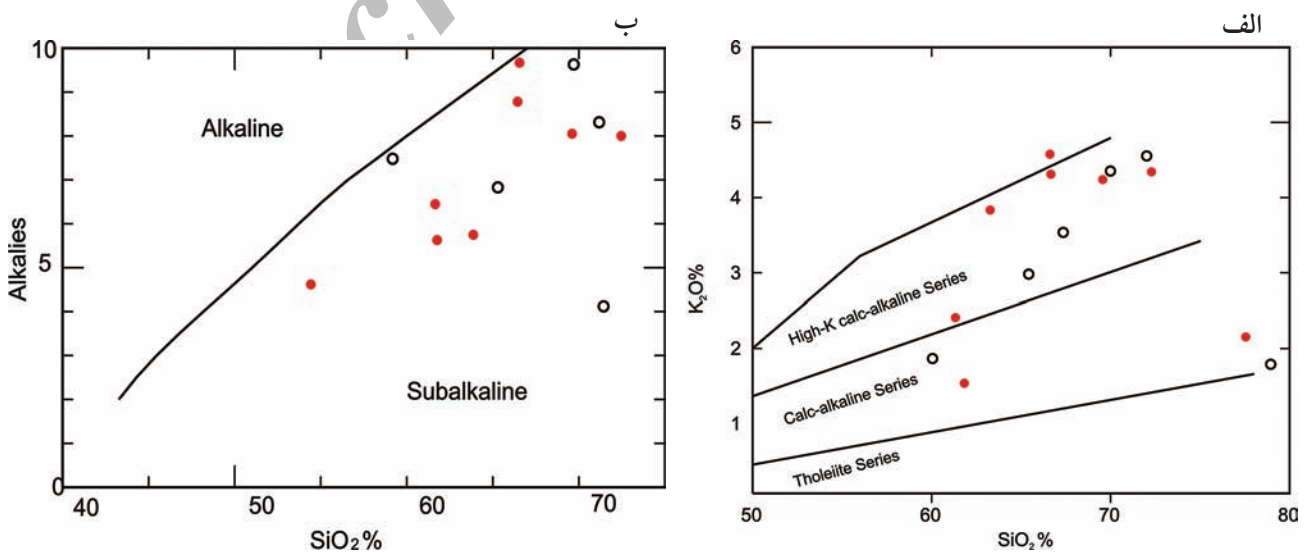 ب
10
5
0
Alkalies
Alkaline
Subalkaline
40 50 60 70
SiO₂%
الف
6
5
4
3
2
1
K₂O%
High-K calc-alkaline Series
Calc-alkaline Series
Tholeiite Series
50 60 70 80
SiO₂%